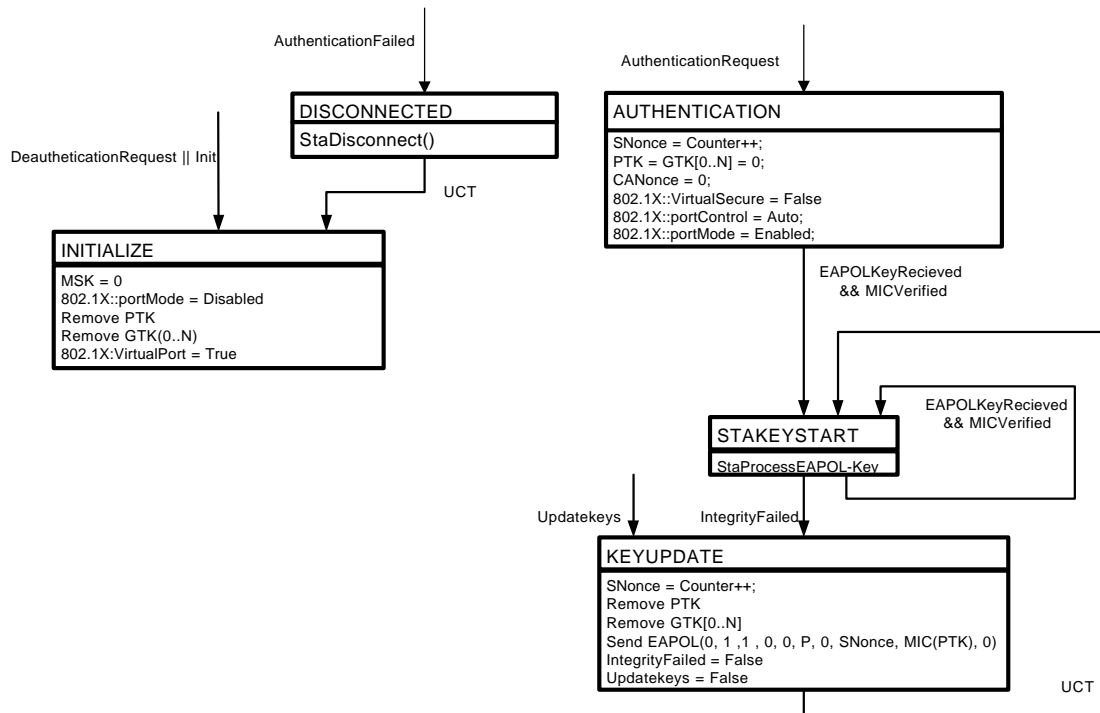 AuthenticationFailed
DISCONNECTED
StaDisconnect()
DeautheticationRequest || Init
UCT
INITIALIZE
MSK = 0
802.1X::portMode = Disabled
Remove PTK
Remove GTK(0..N)
802.1X:VirtualPort = True
AuthenticationRequest
AUTHENTICATION
SNonce = Counter++;
PTK = GTK[0..N] = 0;
CANonce = 0;
802.1X::VirtualSecure = False
802.1X::portControl = Auto;
802.1X::portMode = Enabled;
EAPOLKeyRecieved
&& MICVerified
EAPOLKeyRecieved
&& MICVerified
STAKEYSTART
StaProcessEAPOL-Key
Updatekeys
IntegrityFailed
KEYUPDATE
SNonce = Counter++;
Remove PTK
Remove GTK[0..N]
Send EAPOL(0, 1 ,1 , 0, 0, P, 0, SNonce, MIC(PTK), 0)
IntegrityFailed = False
Updatekeys = False
UCT